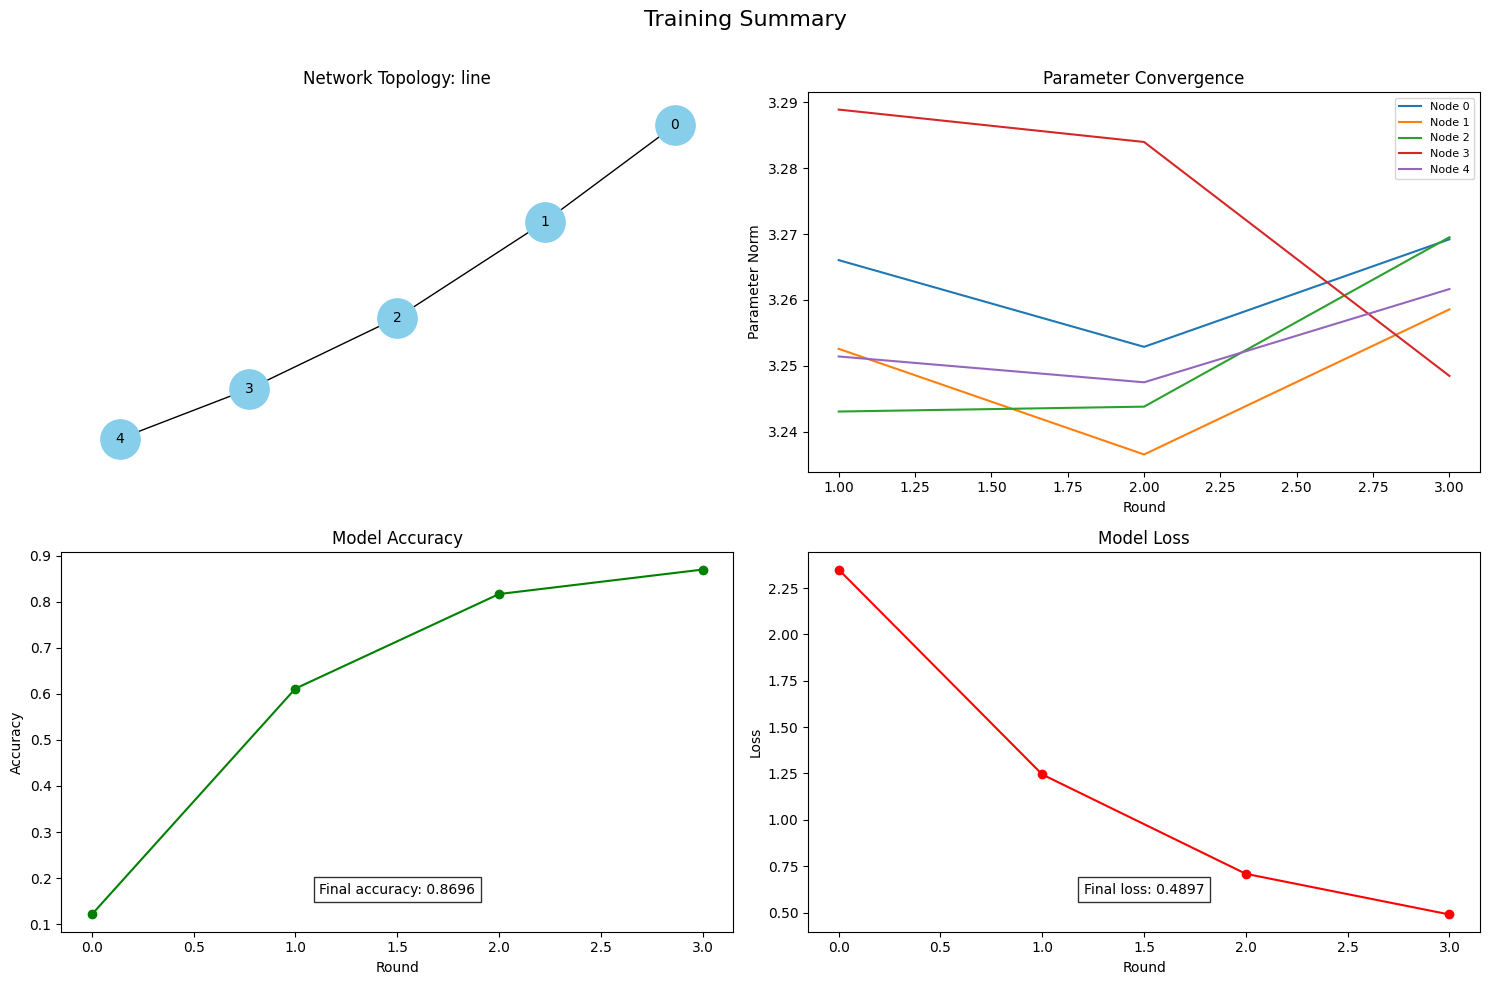 Training Summary
Network Topology: line
0
1
2
3
4
Parameter Convergence
Parameter Norm
3.29
3.28
3.27
3.26
3.25
3.24
Node 0
Node 1
Node 2
Node 3
Node 4
1.00 1.25 1.50 1.75 2.00 2.25 2.50 2.75 3.00
Round
Model Accuracy
Accuracy
0.9
0.8
0.7
0.6
0.5
0.4
0.3
0.2
0.1
Final accuracy: 0.8696
0.0 0.5 1.0 1.5 2.0 2.5 3.0
Round
Model Loss
Loss
2.25
2.00
1.75
1.50
1.25
1.00
0.75
0.50
Final loss: 0.4897
0.0 0.5 1.0 1.5 2.0 2.5 3.0
Round